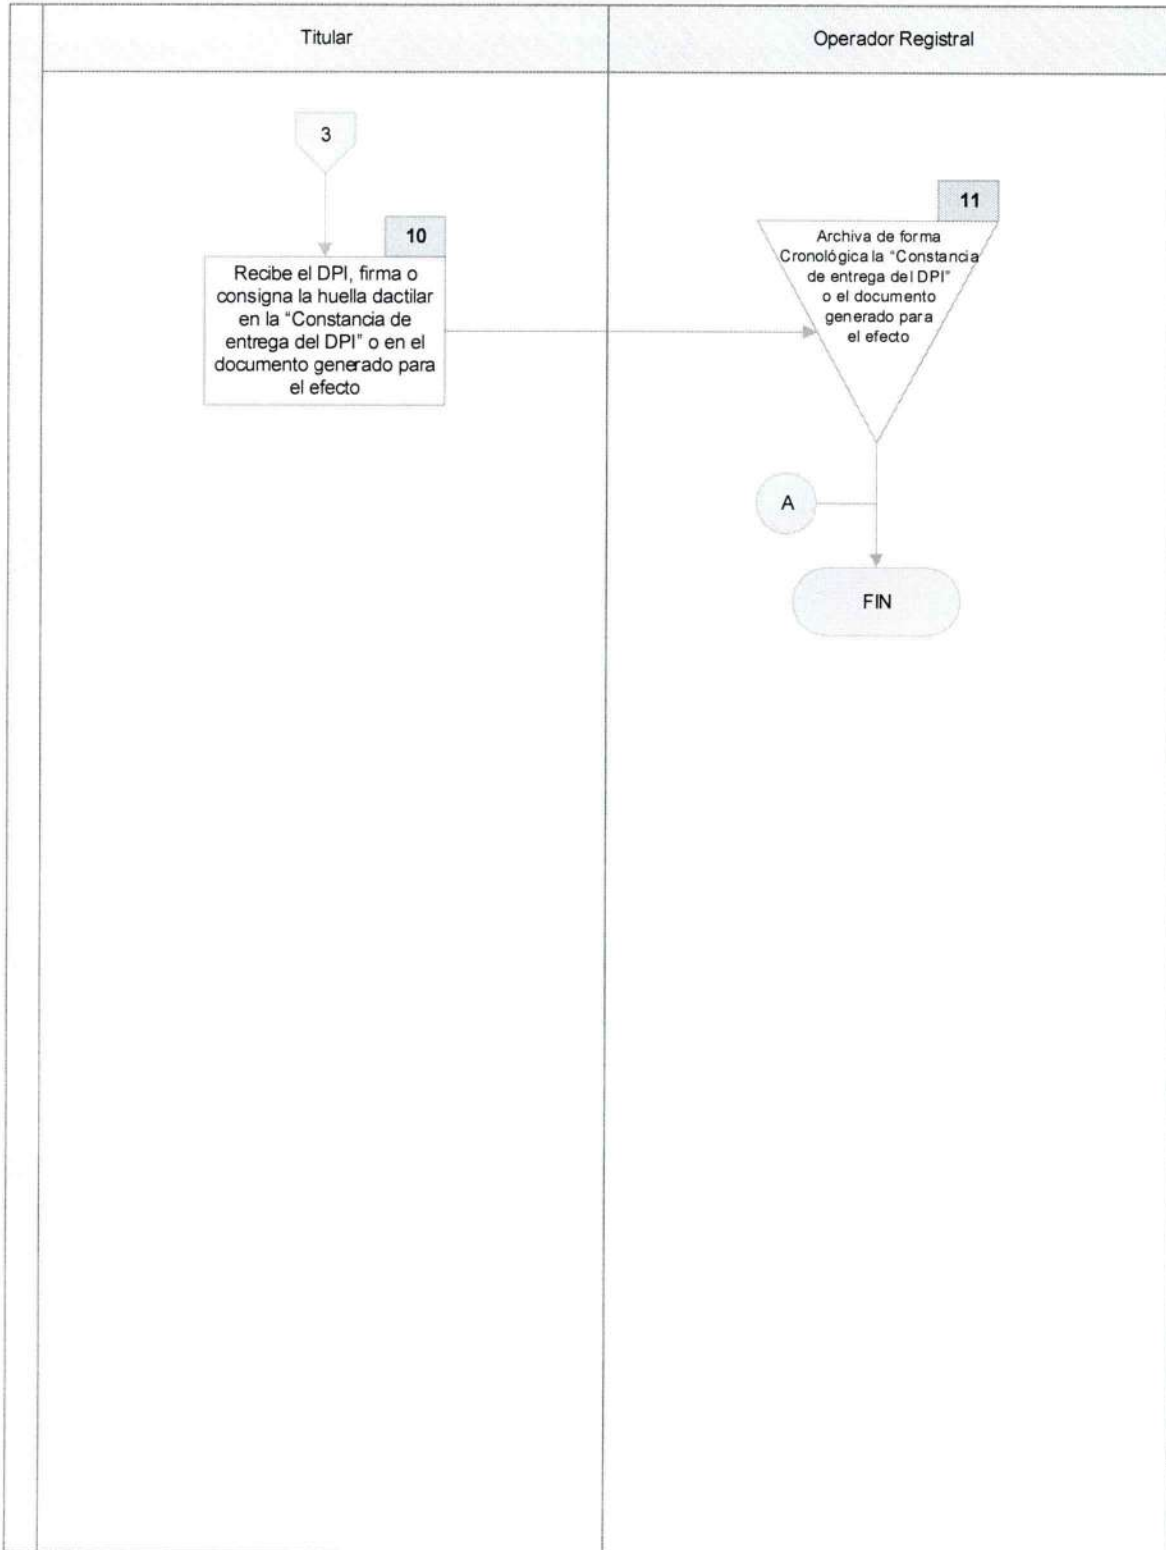 Titular
Operador Registral
3
10
Recibe el DPI, firma o
consigna la huella dactilar
en la “Constancia de
entrega del DPI” o en el
documento generado para
el efecto
11
Archiva de forma
Cronológica la “Constancia
de entrega del DPI”
o el documento
generado para
el efecto
A
FIN